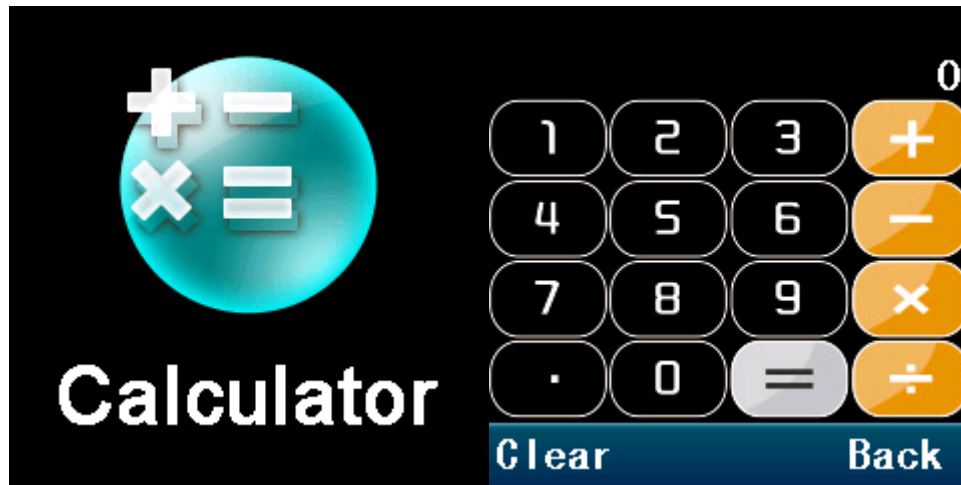 Calculator
0
1 2 3 +
4 5 6 −
7 8 9 ×
. 0 = ÷
Clear Back